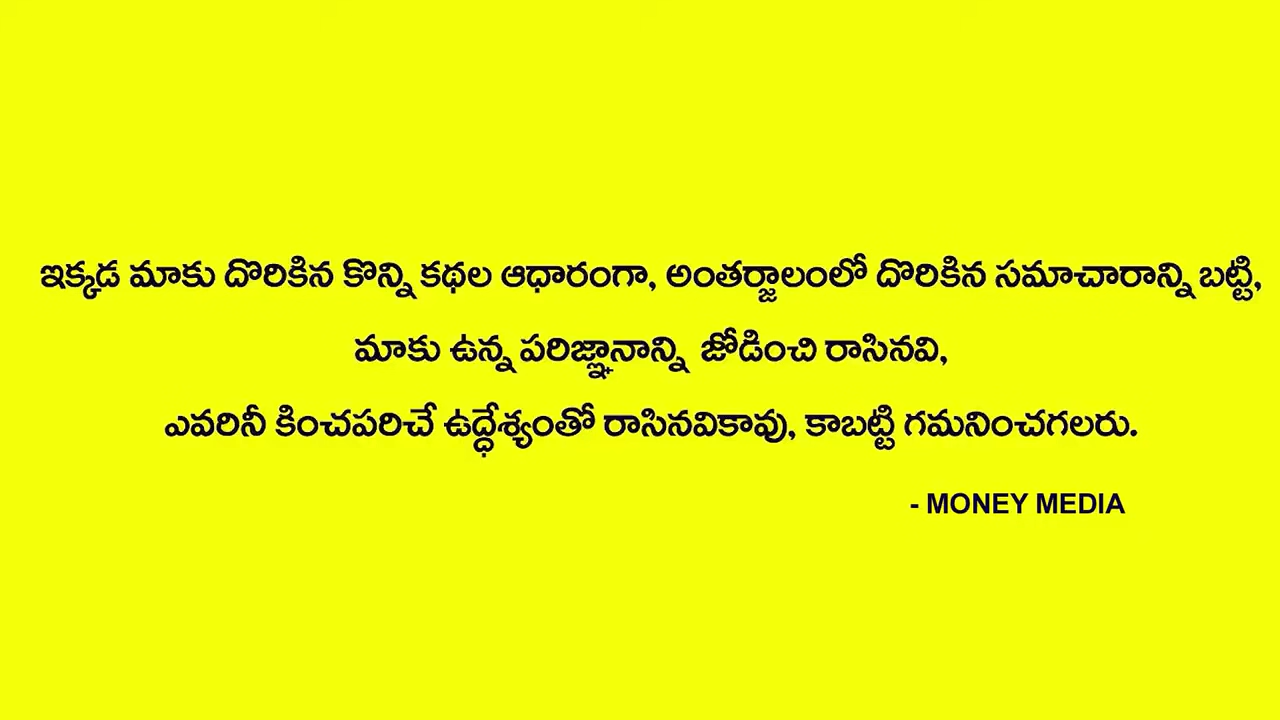 ఇక్కడ మాకు దొరికిన కొన్ని కథల ఆధారంగా, అంతర్జాలంలో దొరికిన సమాచారాన్ని బట్టి,
మాకు ఉన్న పరిజ్ఞానాన్ని జోడించి రాసినవి,
ఎవరినీ కించపరిచే ఉద్ధేశ్యంతో రాసినవికావు, కాబట్టి గమనించగలరు.
- MONEY MEDIA